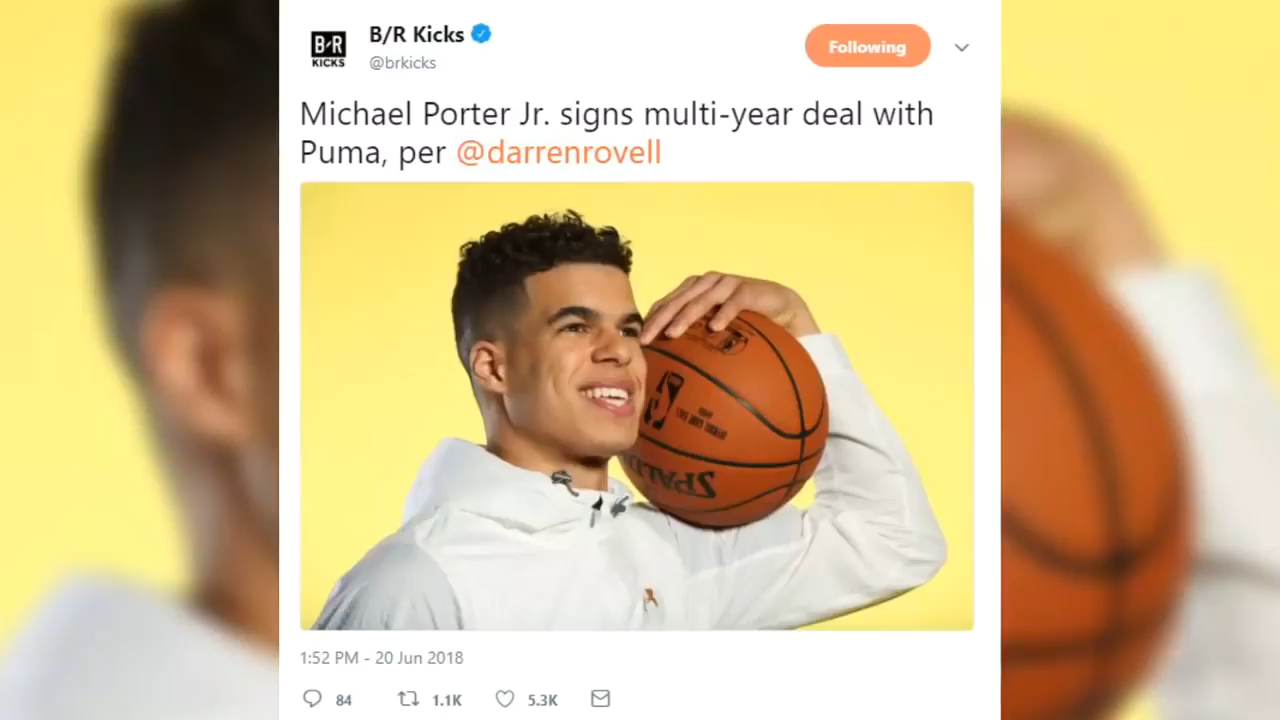 B/R Kicks
@brkicks
B/R
KICKS
Following
Michael Porter Jr. signs multi-year deal with
Puma, per @darrenrovell
SPALD
1:52 PM - 20 Jun 2018
84
1.1K
5.3K